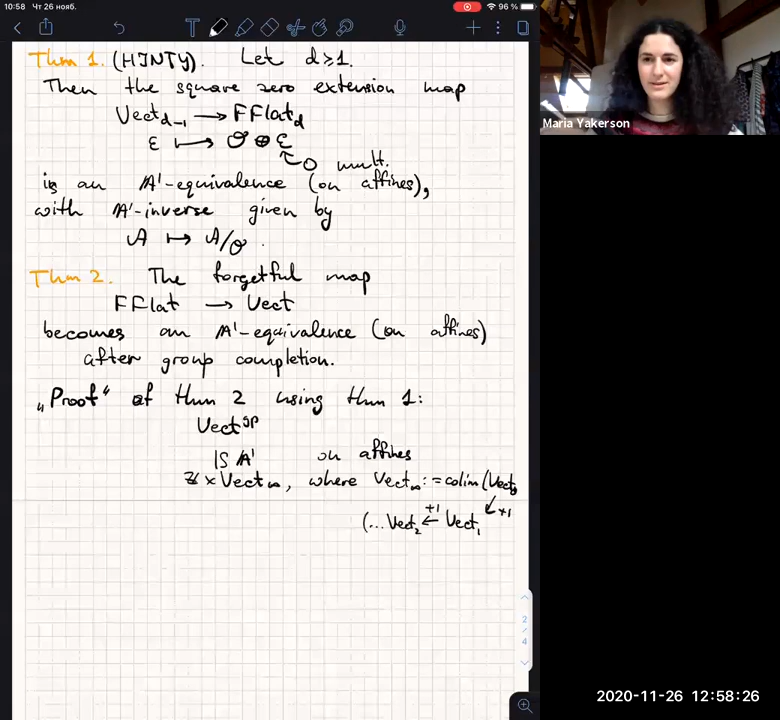 10:58 Чт 26 нояб.
96 %
Thm 1. (HJNTY). Let d ⩾ 1.
Then the square zero extension map
Vect_{d-1} → FFlat_d
ℰ ↦ 𝒪 ⊕ ℰ
0 mult.
is an 𝔸¹-equivalence (on affines),
with 𝔸¹-inverse given by
𝒜 ↦ 𝒜/𝒪.
Thm 2. The forgetful map
FFlat → Vect
becomes an 𝔸¹-equivalence (on affines)
after group completion.
„Proof“ of thm 2 using thm 1:
Vect^{gp}
IS 𝔸¹ on affines
ℤ × Vect_∞, where Vect_∞ := colim (Vect_0
↙ +1
(... Vect_2 ←^{+1} Vect_1
2
/
4
Maria Yakerson
2020-11-26 12:58:26